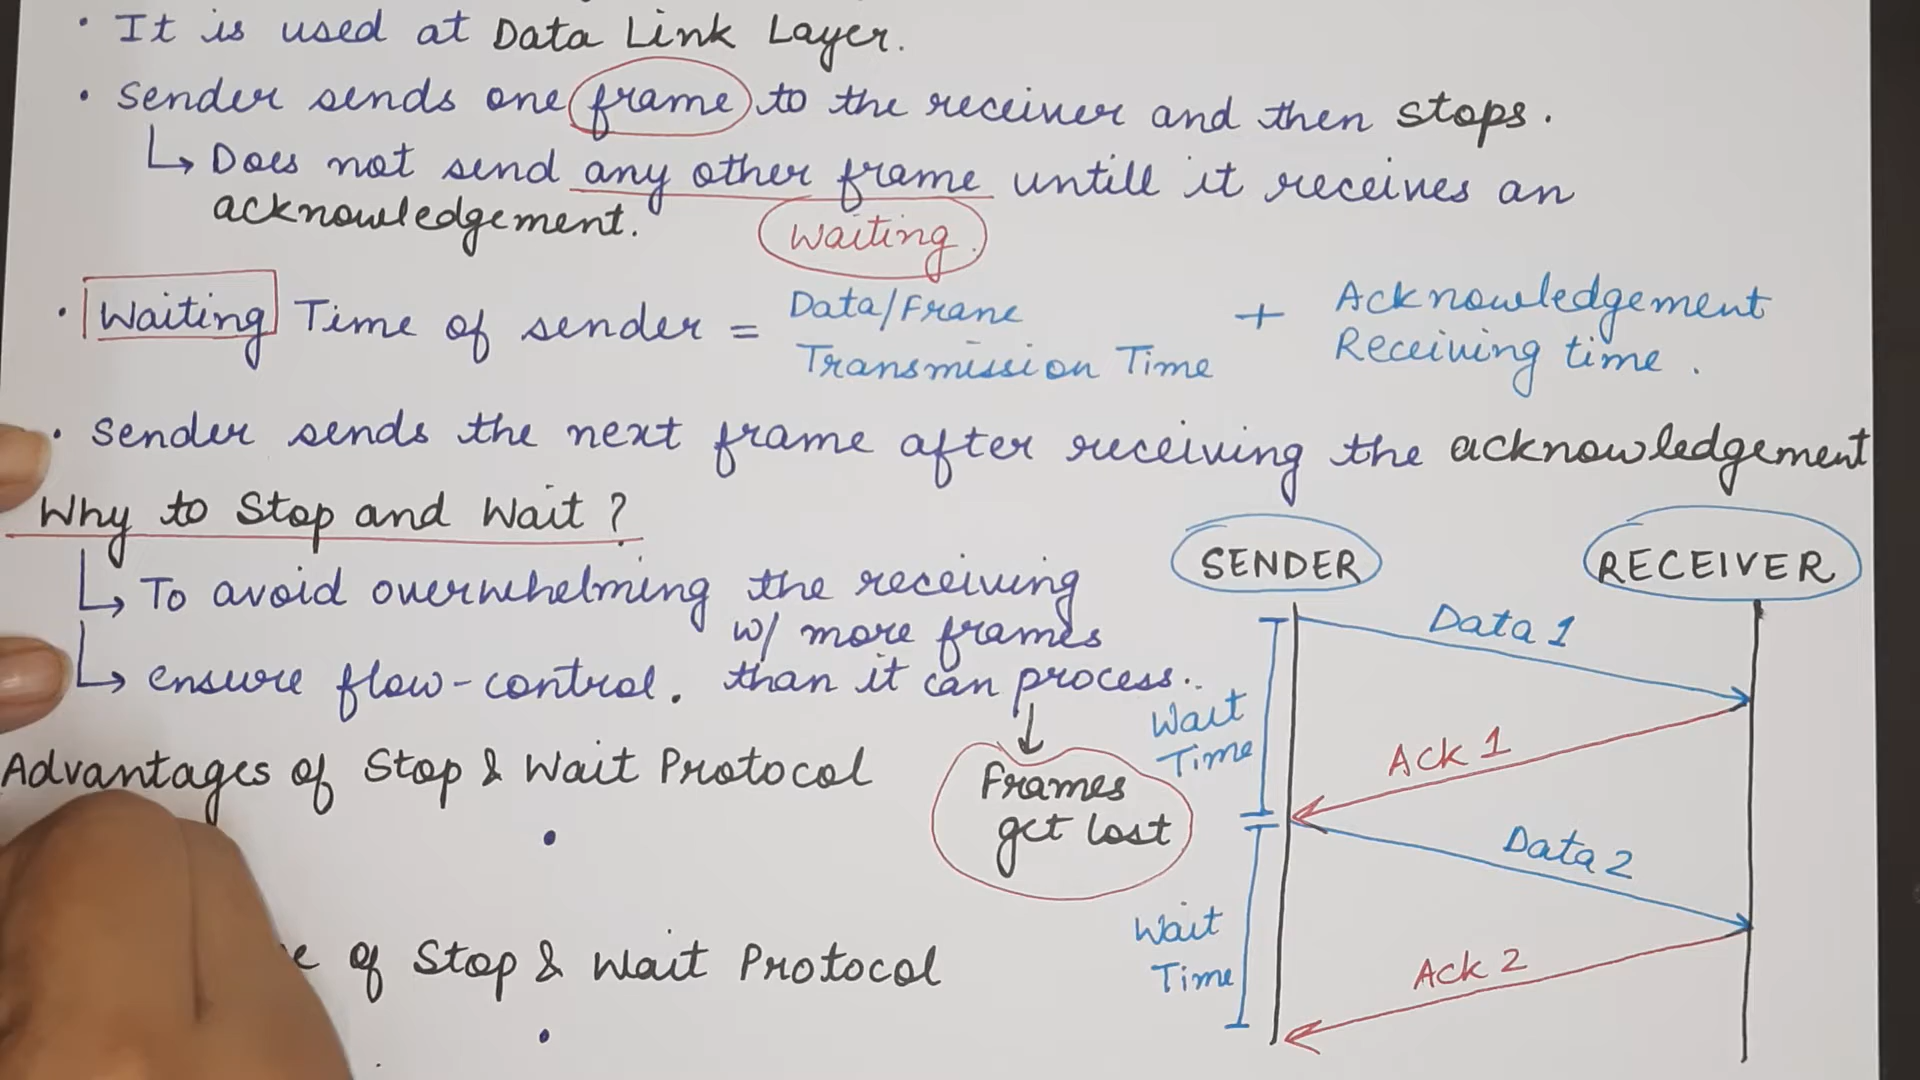 • It is used at Data Link Layer.
• Sender sends one frame to the receiver and then stops.
↳ Does not send any other frame untill it receives an
acknowledgement. Waiting
• Waiting Time of sender = Data/Frane Transmission Time + Acknowledgement Receiving time.
• Sender sends the next frame after receiving the acknowledgement
Why to Stop and Wait?
↳ To avoid overwhelming the receiving
w/ more frames
than it can process..
↳ ensure flow-control.
Frames
get lost
Advantages of Stop & Wait Protocol
•
of Stop & Wait Protocol
•
SENDER RECEIVER
Data 1
Wait
Time
Ack 1
Data 2
Wait
Time
Ack 2